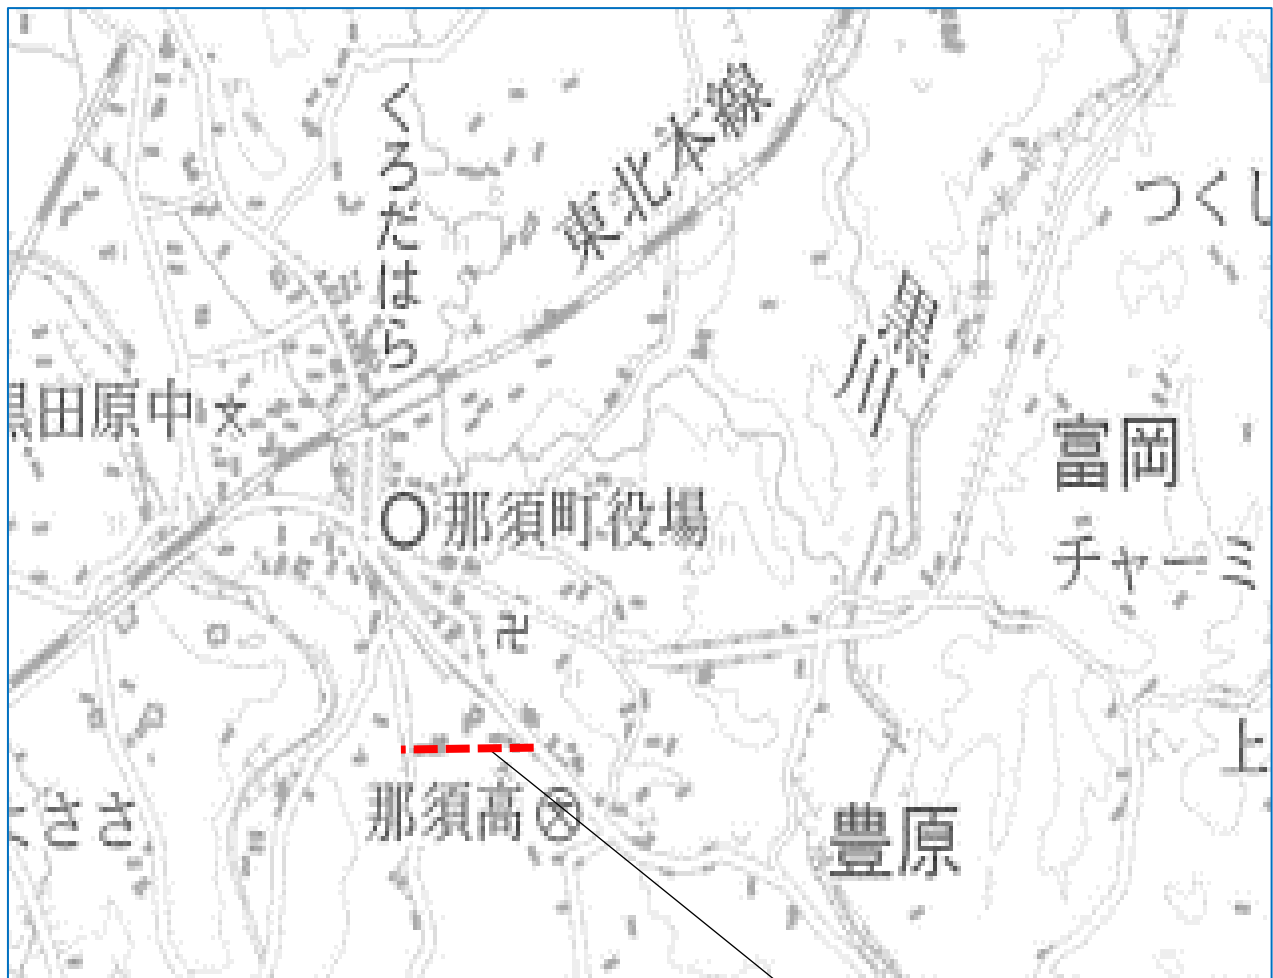 くろだはら
東北本線
つくし
三蒲
黒田原中
富岡
那須町役場
チャーミ
上
ささ
那須高
豊原